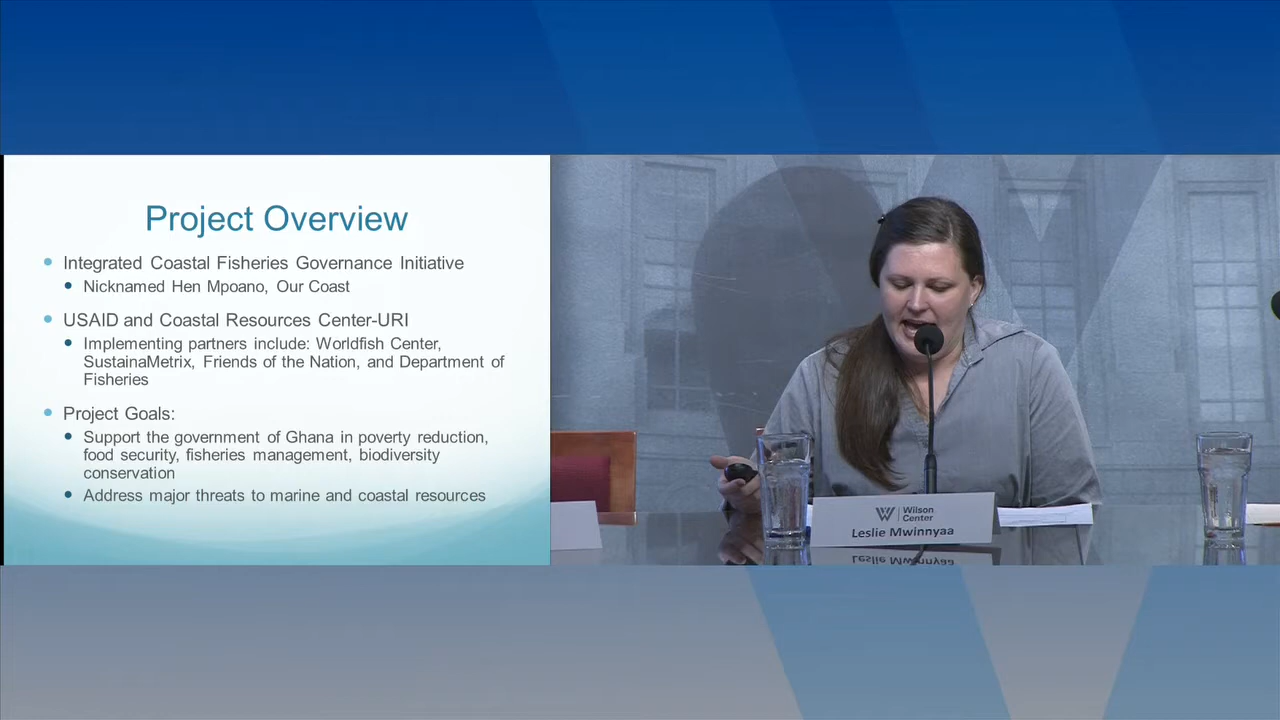 Project Overview
Integrated Coastal Fisheries Governance Initiative
Nicknamed Hen Mpoano, Our Coast
USAID and Coastal Resources Center-URI
Implementing partners include: Worldfish Center,
SustainaMetrix, Friends of the Nation, and Department of
Fisheries
Project Goals:
Support the government of Ghana in poverty reduction,
food security, fisheries management, biodiversity
conservation
Address major threats to marine and coastal resources
W Wilson
Center
Leslie Mwinnyaa
Leslie Mwinnyaa